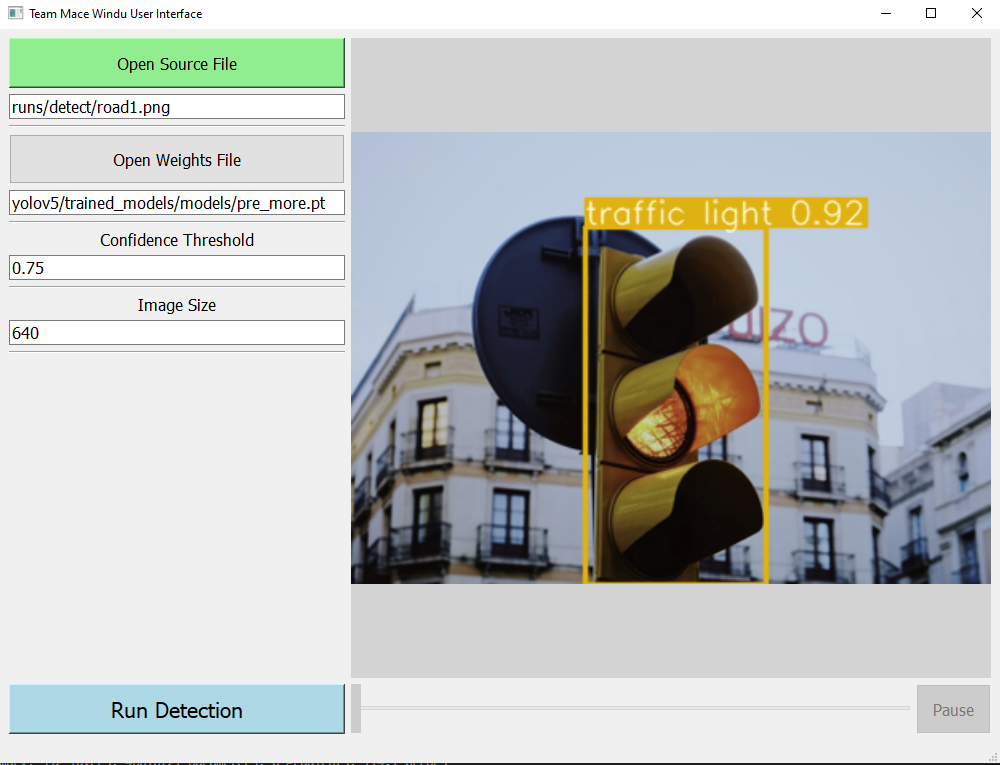 Team Mace Windu User Interface
Open Source File
runs/detect/road1.png
Open Weights File
yolov5/trained_models/models/pre_more.pt
Confidence Threshold
0.75
Image Size
640
traffic light 0.92
Run Detection
Pause